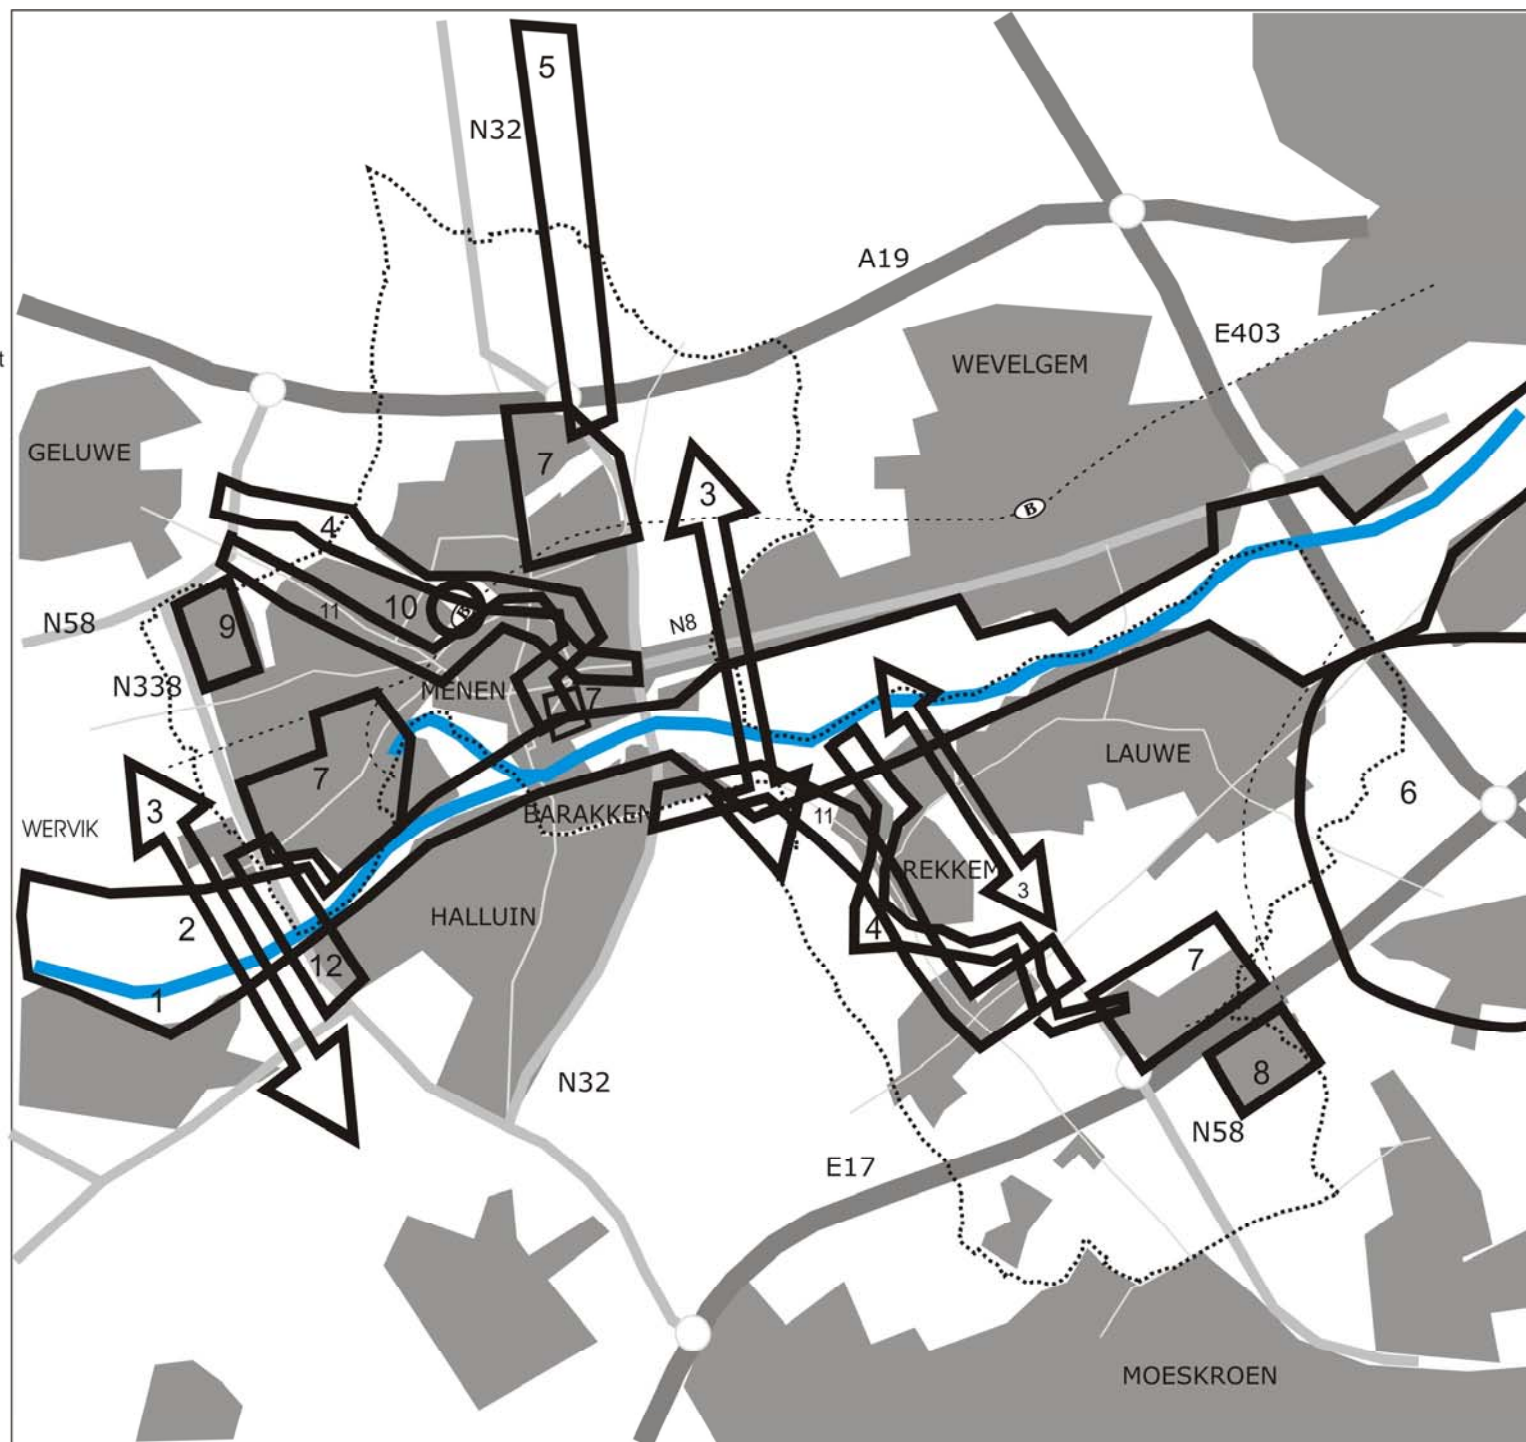 5
N32
A19
E403
t
WEVELGEM
GELUWE
7
3
B
4
10
11
9
N58
N8
N338
MENEN
7
LAUWE
7
3
6
WERVIK
BARAKKEN
11
REKKEM
3
HALLUIN
2
4
12
7
1
8
N32
N58
E17
MOESKROEN